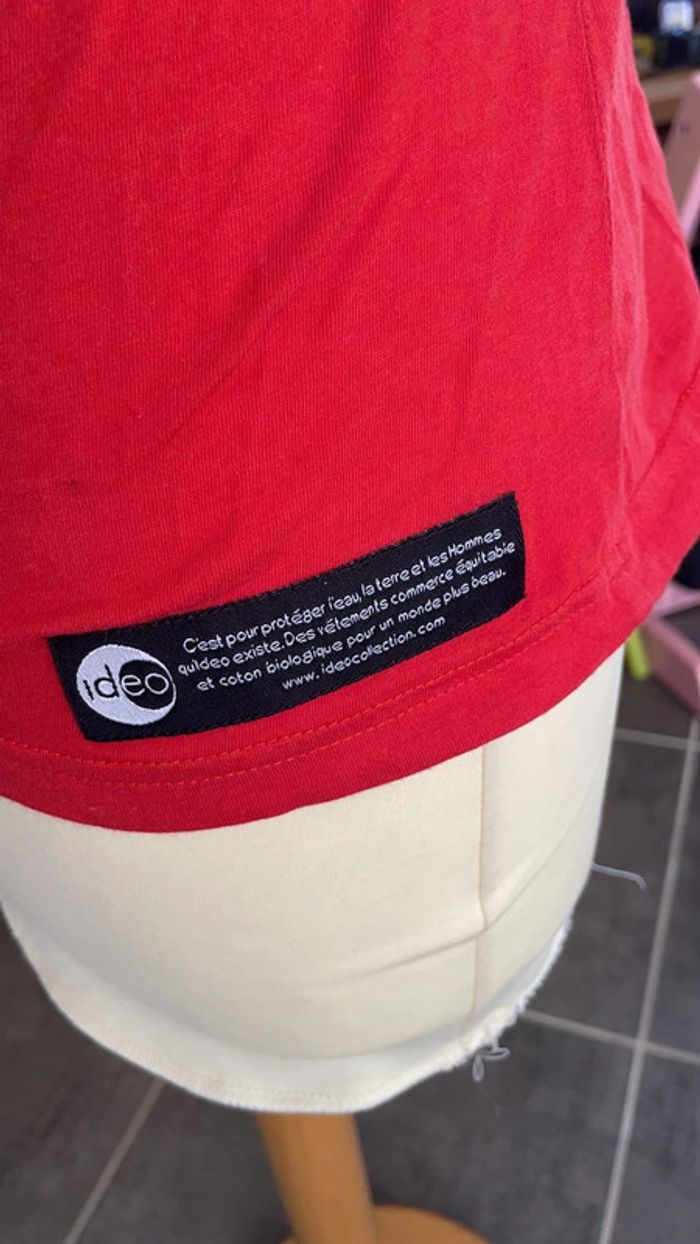 ideo
C'est pour protéger l'eau, la terre et les Hommes
qu'Ideo existe. Des vêtements commerce équitable
et coton biologique pour un monde plus beau.
www.ideocollection.com